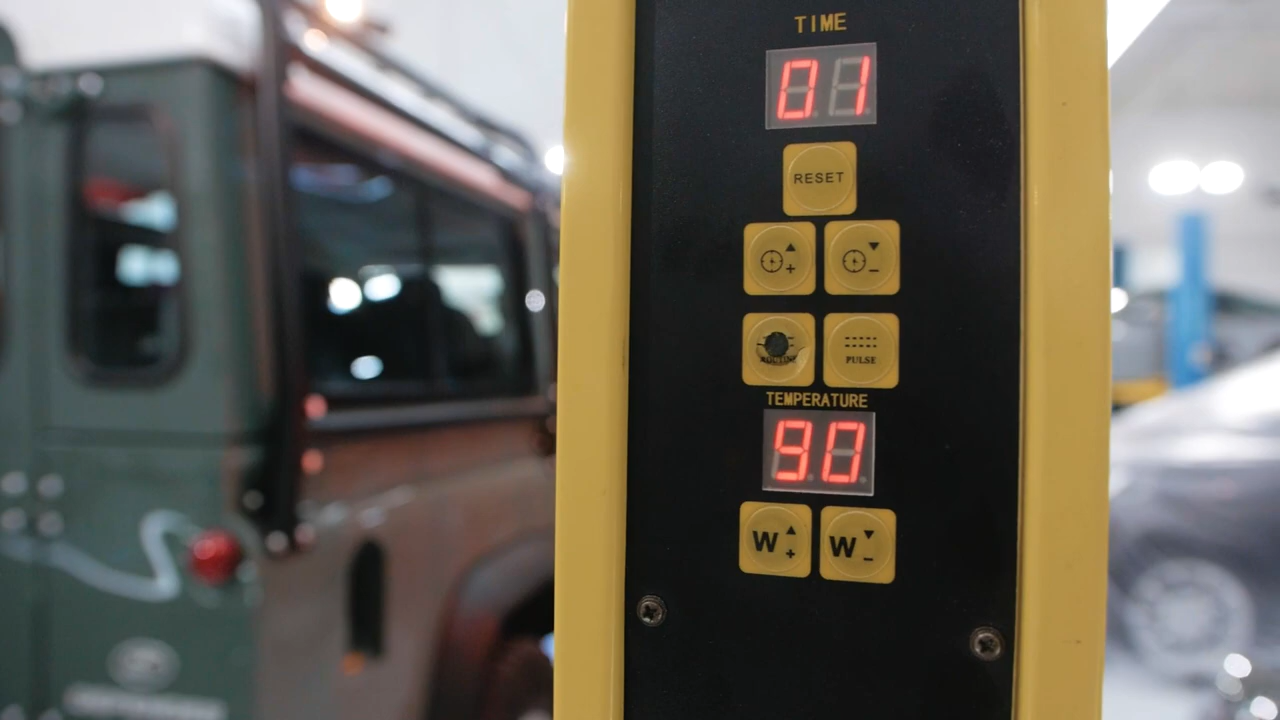 TIME
01
RESET
+ -
PULSE
TEMPERATURE
90
W + W -